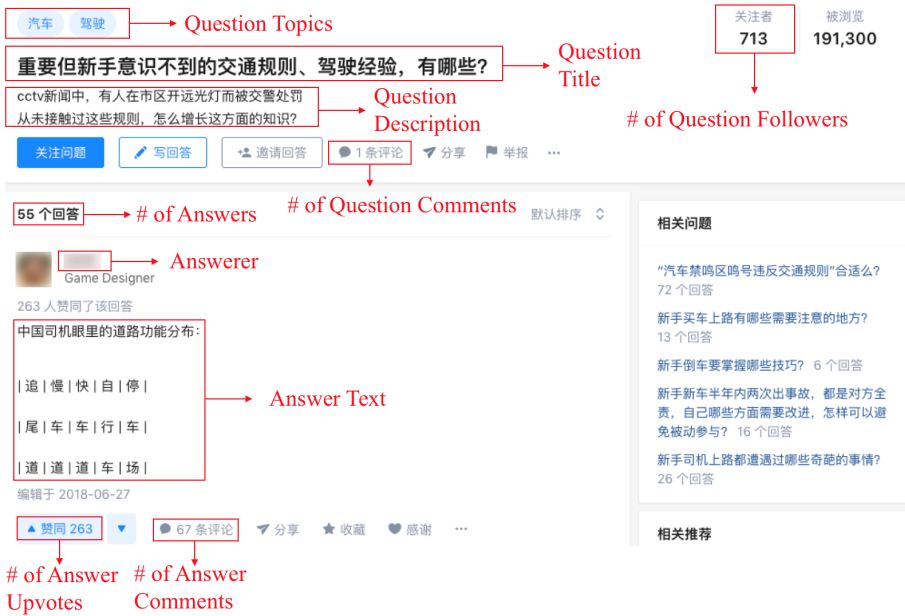 汽车 驾驶 Question Topics
关注者 被浏览
713 191,300
重要但新手意识不到的交通规则、驾驶经验，有哪些？
Question
Title
cctv新闻中，有人在市区开远光灯而被交警处罚
从未接触过这些规则，怎么增长这方面的知识？
Question
Description
# of Question Followers
关注问题 写回答 邀请回答 1 条评论 分享 举报 ...
# of Question Comments
55 个回答 # of Answers
默认排序
Answerer
Game Designer
263 人赞同了该回答
中国司机眼里的道路功能分布：
| 追 | 慢 | 快 | 自 | 停 |
| 尾 | 车 | 车 | 行 | 车 |
| 道 | 道 | 道 | 车 | 场 |
Answer Text
编辑于 2018-06-27
赞同 263 67 条评论 分享 收藏 感谢 ...
# of Answer
Upvotes
# of Answer
Comments
相关问题
“汽车禁鸣区鸣号违反交通规则”合适么？
72 个回答
新手买车上路有哪些需要注意的地方？
13 个回答
新手倒车要掌握哪些技巧？ 6 个回答
新手新车半年内两次出事故，都是对方全
责，自己哪些方面需要改进，怎样可以避
免被动参与？ 16 个回答
新手司机上路都遭遇过哪些奇葩的事情？
26 个回答
相关推荐